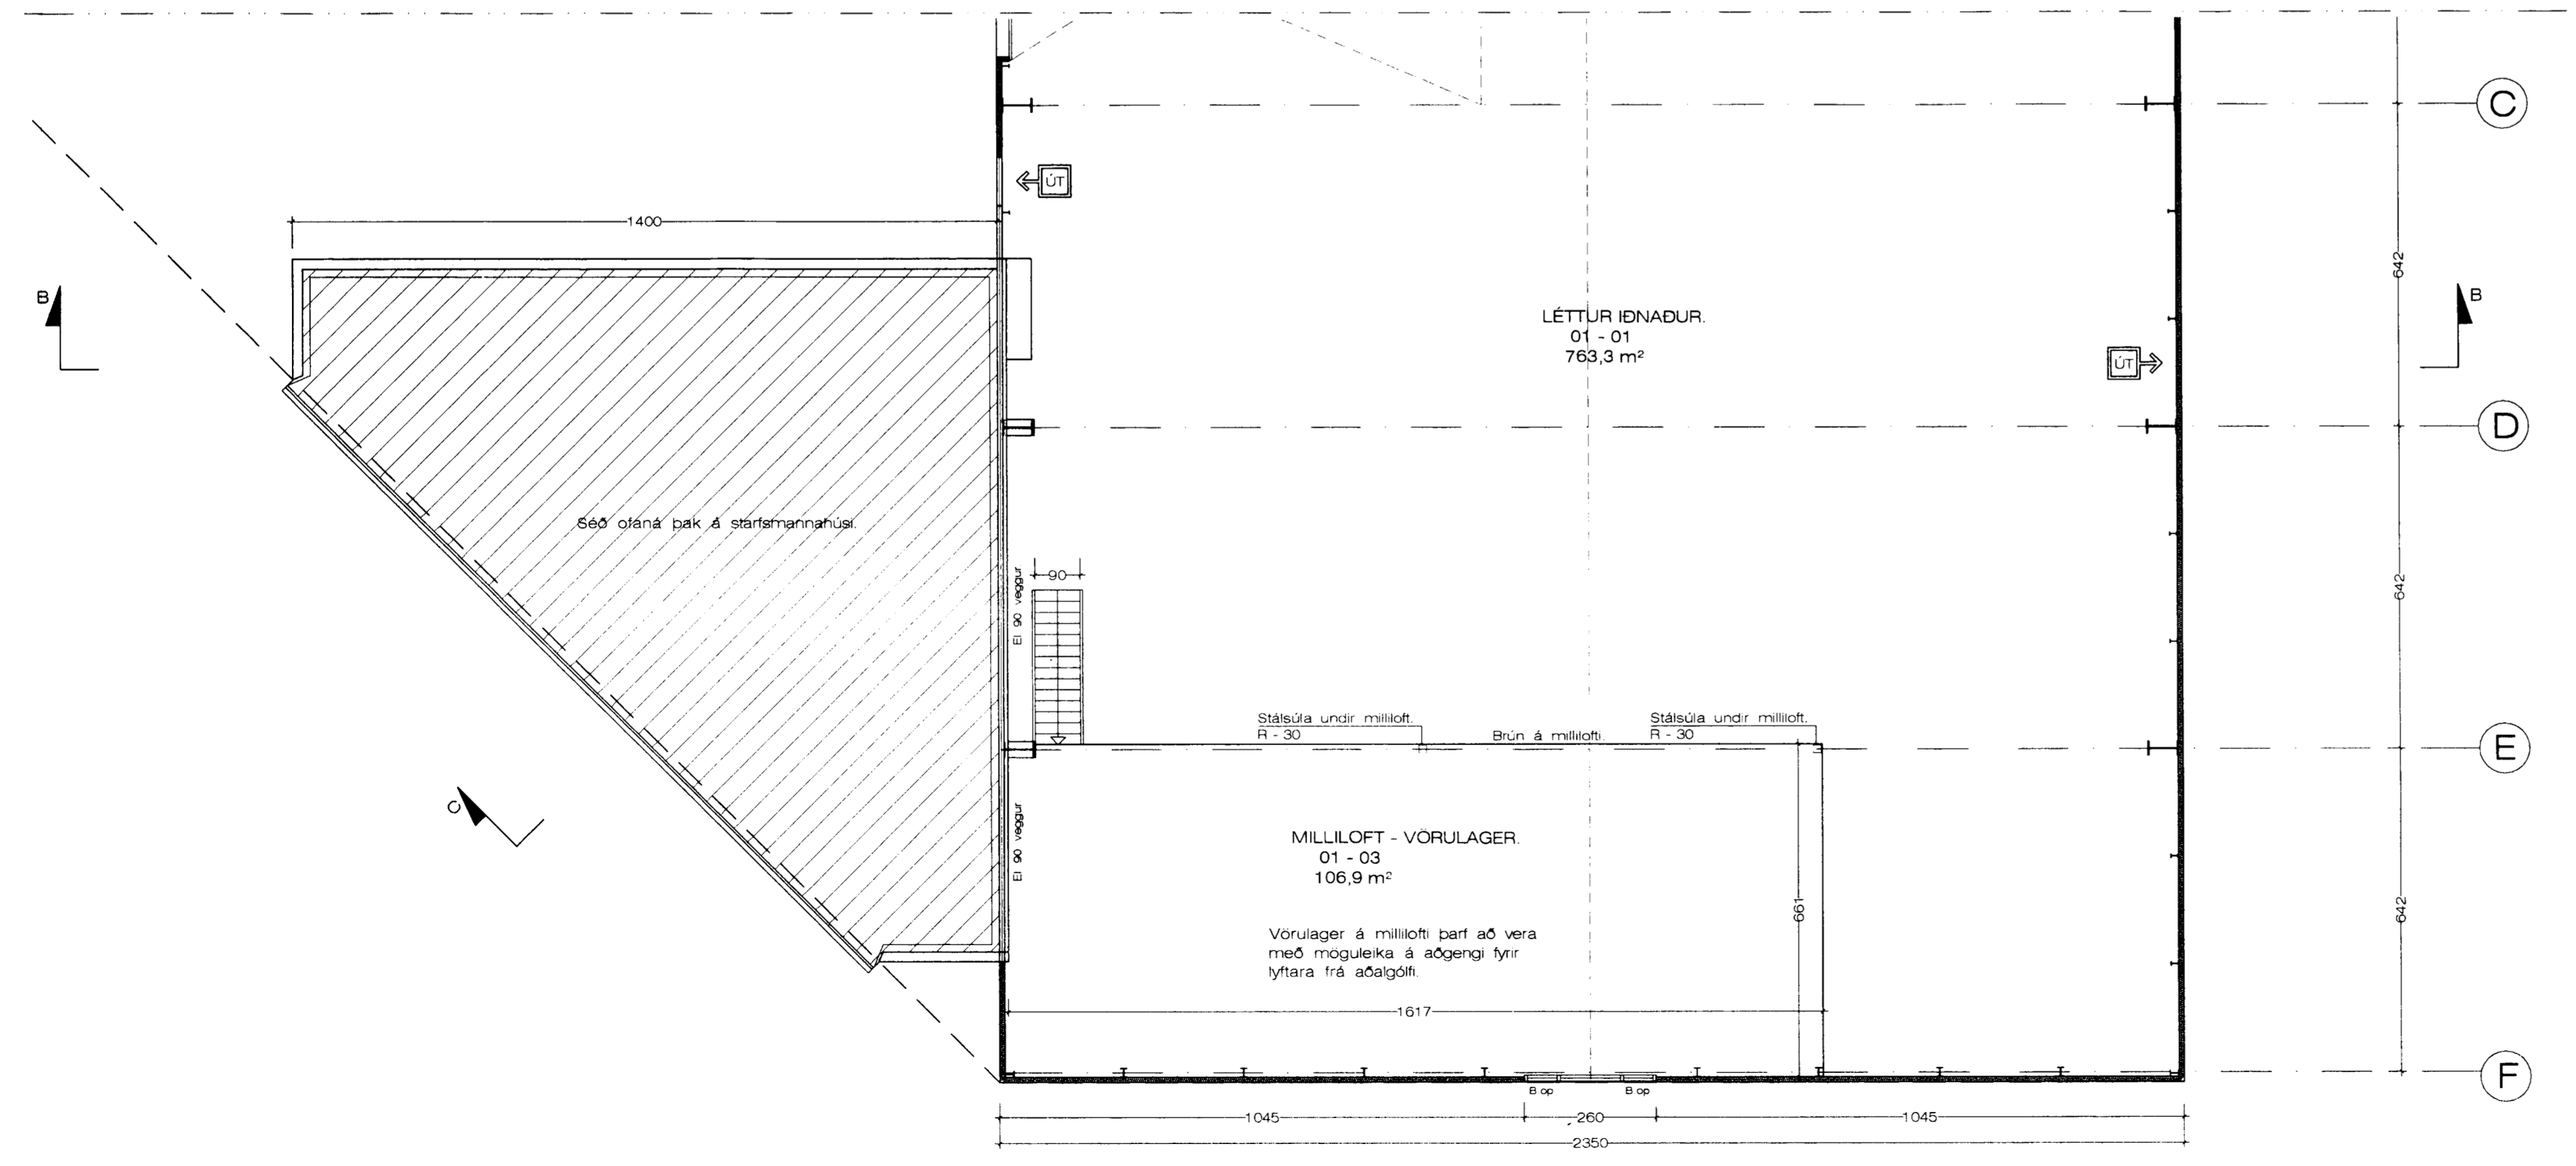 C
ÚT
1400
642
B
B
LÉTTUR IÐNAÐUR.
01 - 01
763,3 m²
ÚT
D
Séð ofaná þak á starfsmannahúsi.
EI 90 veggur
90
642
Stálsúla undir milliloft.
R - 30
Brún á millilofti.
Stálsúla undir milliloft.
R - 30
E
C
EI 90 veggur
MILLILOFT - VÖRULAGER.
01 - 03
106,9 m²
661
642
Vörulager á millilofti þarf að vera
með möguleika á aðgengi fyrir
lyftara frá aðalgólfi.
1617
F
B op
B op
1045
260
1045
2350